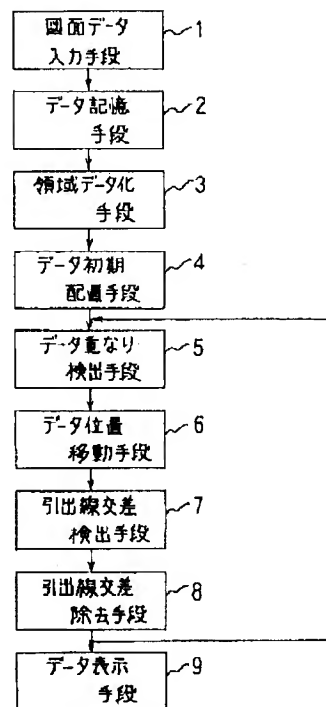 図面データ
入力手段
1
データ記憶
手段
2
領域データ化
手段
3
データ初期
配置手段
4
データ重なり
検出手段
5
データ位置
移動手段
6
引出線交差
検出手段
7
引出線交差
除去手段
8
データ表示
手段
9